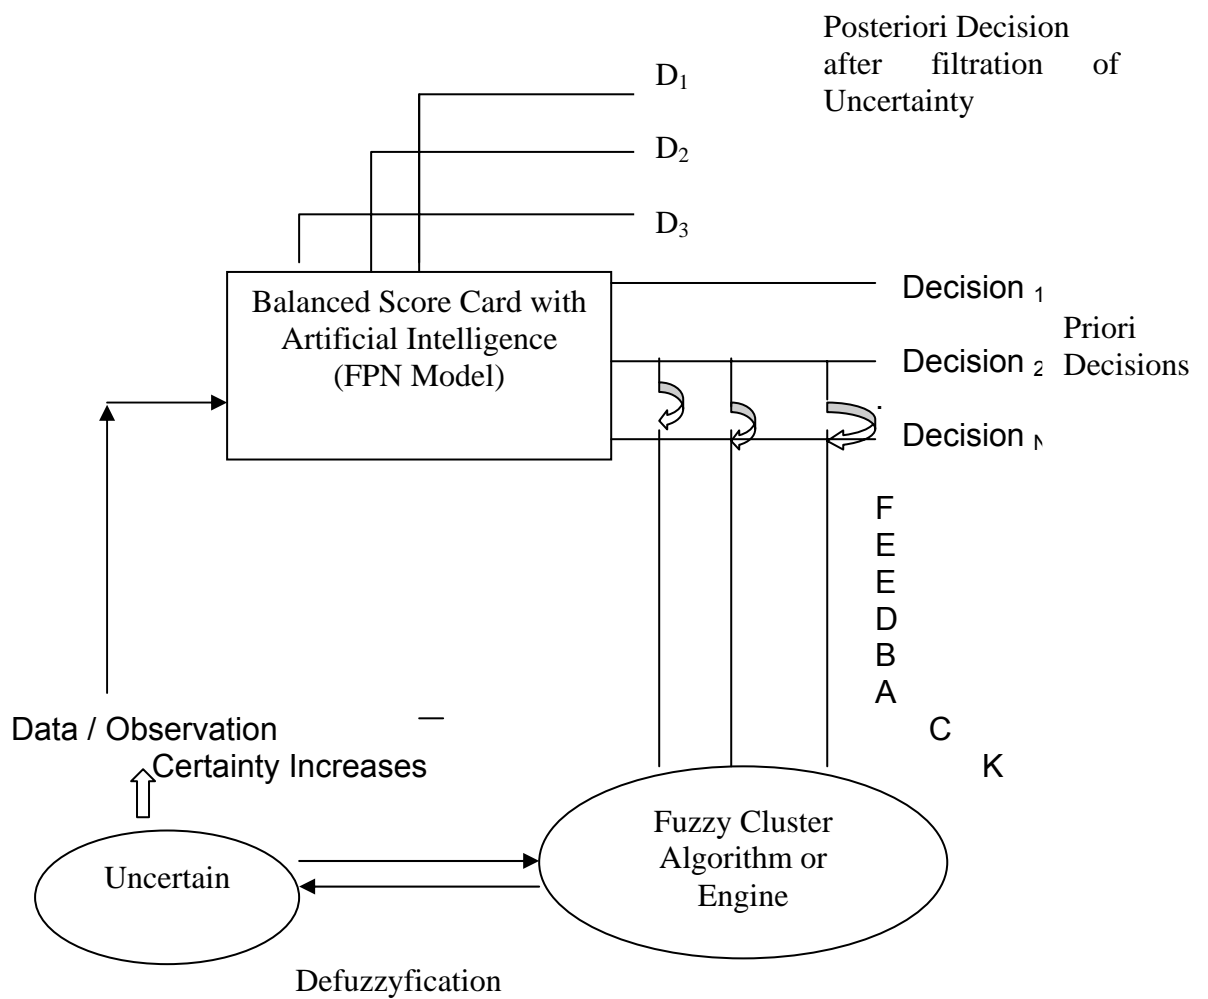 Posteriori Decision
after filtration of
Uncertainty
D1
D2
D3
Balanced Score Card with
Artificial Intelligence
(FPN Model)
Decision 1
Priori
Decision 2
Decisions
.
Decision N
F
E
E
D
B
A
C
K
Data / Observation
Certainty Increases
Uncertain
Fuzzy Cluster
Algorithm or
Engine
Defuzzyfication